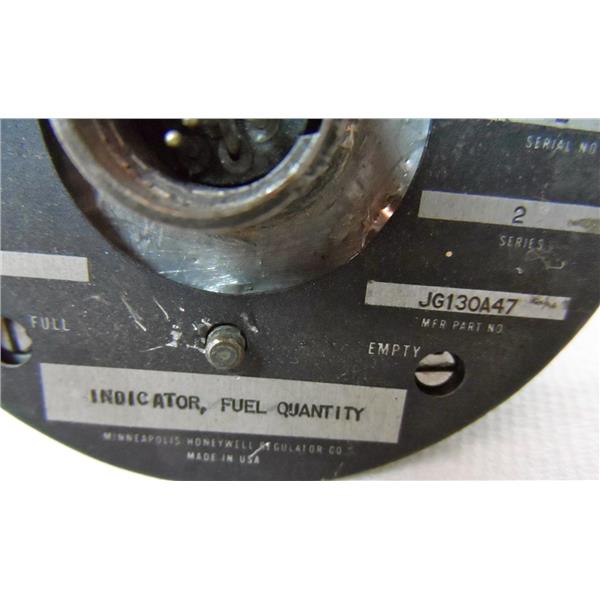 SERIAL NO
2
SERIES
JG130A47
MFR PART NO
FULL
EMPTY
INDICATOR, FUEL QUANTITY
MINNEAPOLIS HONEYWELL REGULATOR CO
MADE IN USA